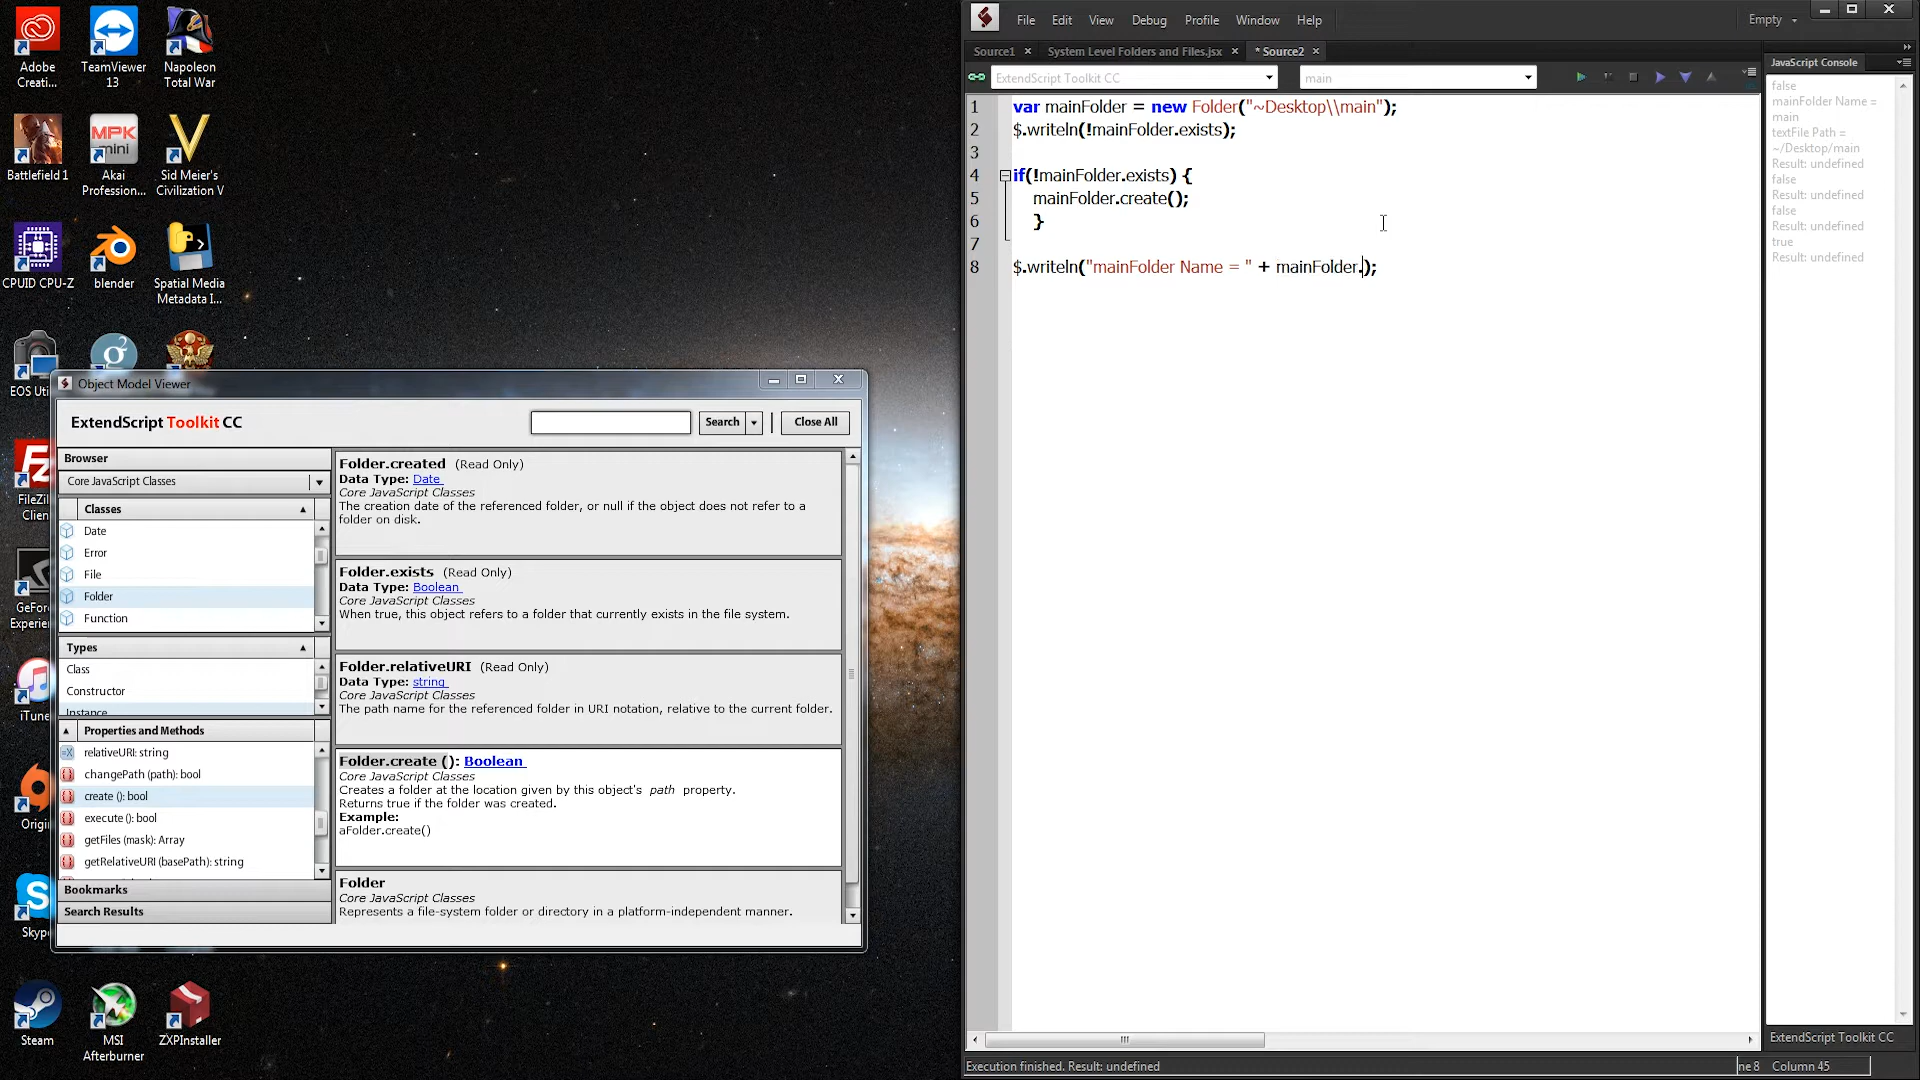 Adobe
Creati...
TeamViewer
13
Napoleon
Total War
Battlefield 1
MPK
mini
Akai
Profession...
Sid Meier's
Civilization V
CPUID CPU-Z
blender
Spatial Media
Metadata I...
EOS Uti
FileZil
Clien
GeFor
Experien
iTune
Origi
Skype
Steam
MSI
Afterburner
ZXPInstaller
Object Model Viewer
ExtendScript Toolkit CC
Search
Close All
Browser
Core JavaScript Classes
Classes
Date
Error
File
Folder
Function
Types
Class
Constructor
Instance
Properties and Methods
relativeURI: string
changePath (path): bool
create (): bool
execute (): bool
getFiles (mask): Array
getRelativeURI (basePath): string
Bookmarks
Search Results
Folder.created (Read Only)
Data Type: Date
Core JavaScript Classes
The creation date of the referenced folder, or null if the object does not refer to a
folder on disk.
Folder.exists (Read Only)
Data Type: Boolean
Core JavaScript Classes
When true, this object refers to a folder that currently exists in the file system.
Folder.relativeURI (Read Only)
Data Type: string
Core JavaScript Classes
The path name for the referenced folder in URI notation, relative to the current folder.
Folder.create (): Boolean
Core JavaScript Classes
Creates a folder at the location given by this object's path property.
Returns true if the folder was created.
Example:
aFolder.create()
Folder
Core JavaScript Classes
Represents a file-system folder or directory in a platform-independent manner.
File Edit View Debug Profile Window Help
Empty
Source1 System Level Folders and Files.jsx * Source2
ExtendScript Toolkit CC
main
1 var mainFolder = new Folder("~Desktop\\main");
2 $.writeln(!mainFolder.exists);
3
4 if(!mainFolder.exists) {
5 mainFolder.create();
6 }
7
8 $.writeln("mainFolder Name = " + mainFolder.);
JavaScript Console
false
mainFolder Name =
main
textFile Path =
~/Desktop/main
Result: undefined
false
Result: undefined
false
Result: undefined
true
Result: undefined
ExtendScript Toolkit CC
Execution finished. Result: undefined
ne 8 Column 45